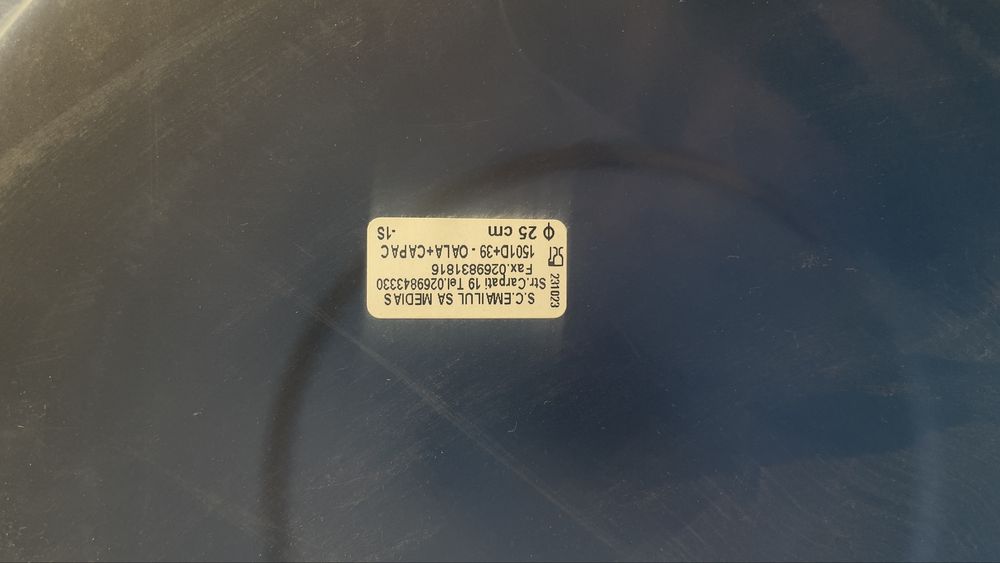 S.C.EMAILUL SA MEDIAS
Str.Carpati 19 Tel.0269843330
Fax.0269831816
1501D+39 - OALA+CAPAC
ϕ 25 cm -1S
231023